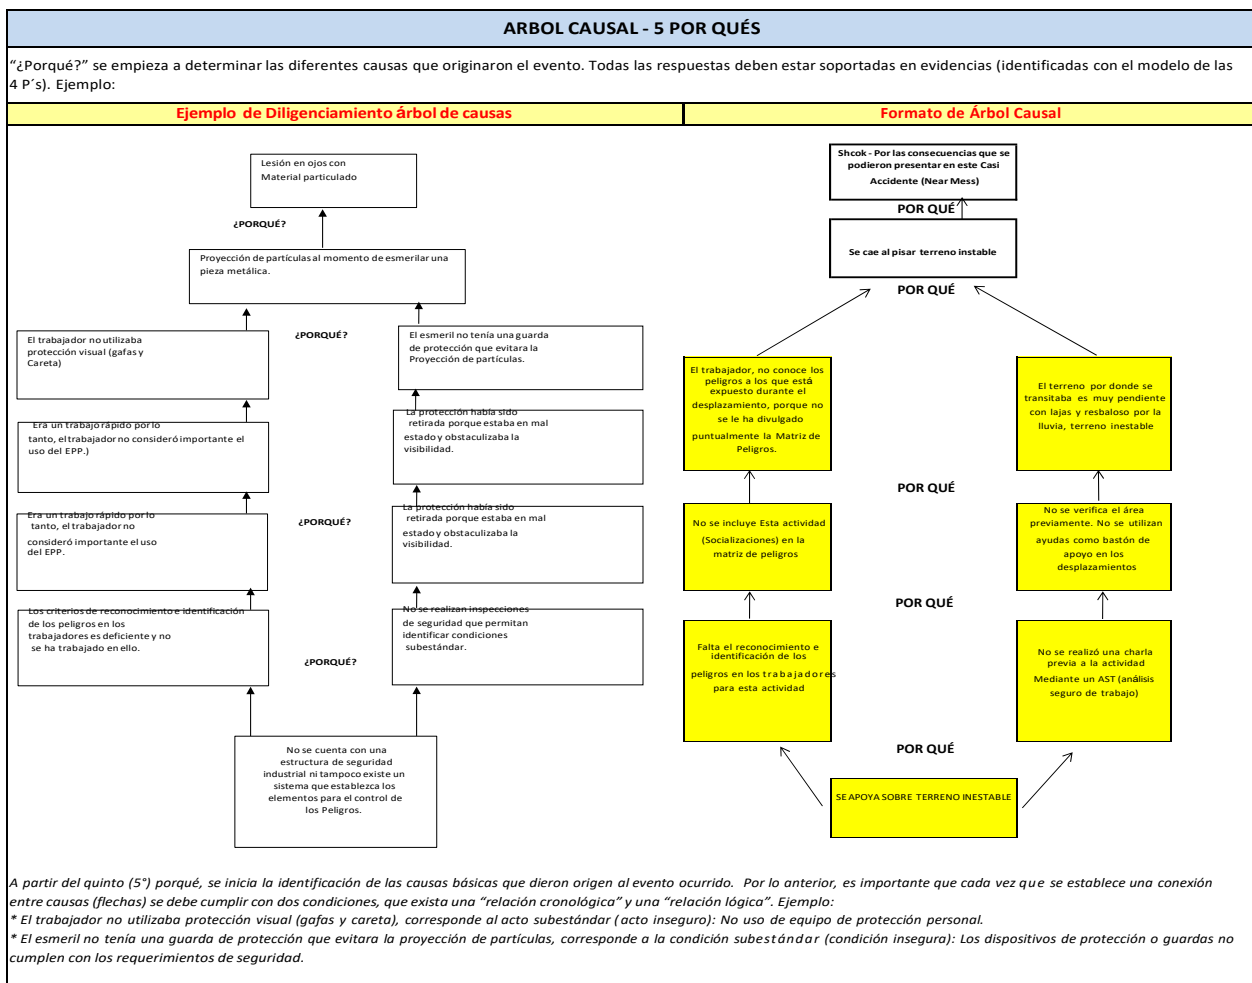 ARBOL CAUSAL - 5 POR QUÉS
“¿Porqué?” se empieza a determinar las diferentes causas que originaron el evento. Todas las respuestas deben estar soportadas en evidencias (identificadas con el modelo de las
4 P´s). Ejemplo:
Ejemplo de Diligenciamiento árbol de causas
Formato de Árbol Causal
Lesión en ojos con
Material particulado
¿PORQUÉ?
Proyección de partículas al momento de esmerilar una
pieza metálica.
¿PORQUÉ?
El trabajador no utilizaba
protección visual (gafas y
Careta)
El esmeril no tenía una guarda
de protección que evitara la
Proyección de partículas.
Era un trabajo rápido por lo
tanto, el trabajador no consideró importante el
uso del EPP.)
La protección había sido
retirada porque estaba en mal
estado y obstaculizaba la
visibilidad.
Era un trabajo rápido por lo
tanto, el trabajador no
consideró importante el uso
del EPP.
¿PORQUÉ?
La protección había sido
retirada porque estaba en mal
estado y obstaculizaba la
visibilidad.
Los criterios de reconocimiento e identificación
de los peligros en los
trabajadores es deficiente y no
se ha trabajado en ello.
¿PORQUÉ?
No se realizan inspecciones
de seguridad que permitan
identificar condiciones
subestándar.
No se cuenta con una
estructura de seguridad
industrial ni tampoco existe un
sistema que establezca los
elementos para el control de
los Peligros.
Shcok - Por las consecuencias que se
podieron presentar en este Casi
Accidente (Near Mess)
POR QUÉ
Se cae al pisar terreno instable
POR QUÉ
El trabajador, no conoce los
peligros a los que está
expuesto durante el
desplazamiento, porque no
se le ha divulgado
puntualmente la Matriz de
Peligros.
El terreno por donde se
transitaba es muy pendiente
con lajas y resbaloso por la
lluvia, terreno inestable
POR QUÉ
No se incluye Esta actividad
(Socializaciones) en la
matriz de peligros
No se verifica el área
previamente. No se utilizan
ayudas como bastón de
apoyo en los
desplazamientos
POR QUÉ
Falta el reconocimiento e
identificación de los
peligros en los trabajadores
para esta actividad
No se realizó una charla
previa a la actividad
Mediante un AST (análisis
seguro de trabajo)
POR QUÉ
SE APOYA SOBRE TERRENO INESTABLE
A partir del quinto (5°) porqué, se inicia la identificación de las causas básicas que dieron origen al evento ocurrido. Por lo anterior, es importante que cada vez que se establece una conexión
entre causas (flechas) se debe cumplir con dos condiciones, que exista una “relación cronológica” y una “relación lógica”. Ejemplo:
* El trabajador no utilizaba protección visual (gafas y careta), corresponde al acto subestándar (acto inseguro): No uso de equipo de protección personal.
* El esmeril no tenía una guarda de protección que evitara la proyección de partículas, corresponde a la condición subestándar (condición insegura): Los dispositivos de protección o guardas no
cumplen con los requerimientos de seguridad.